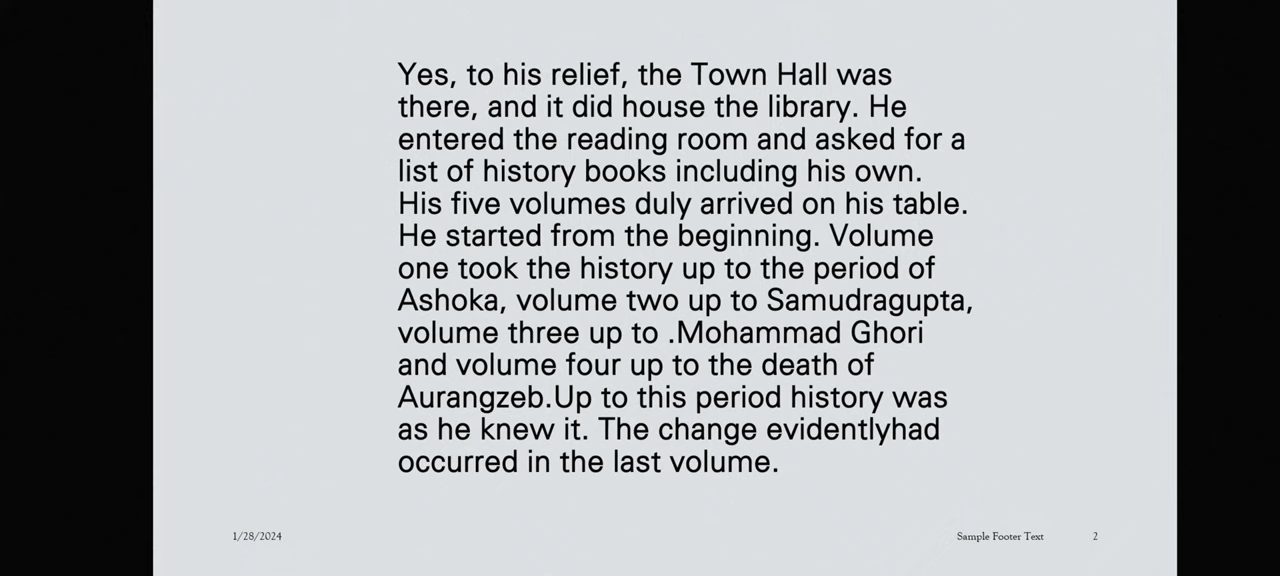 Yes, to his relief, the Town Hall was
there, and it did house the library. He
entered the reading room and asked for a
list of history books including his own.
His five volumes duly arrived on his table.
He started from the beginning. Volume
one took the history up to the period of
Ashoka, volume two up to Samudragupta,
volume three up to .Mohammad Ghori
and volume four up to the death of
Aurangzeb.Up to this period history was
as he knew it. The change evidentlyhad
occurred in the last volume.
1/28/2024
Sample Footer Text
2